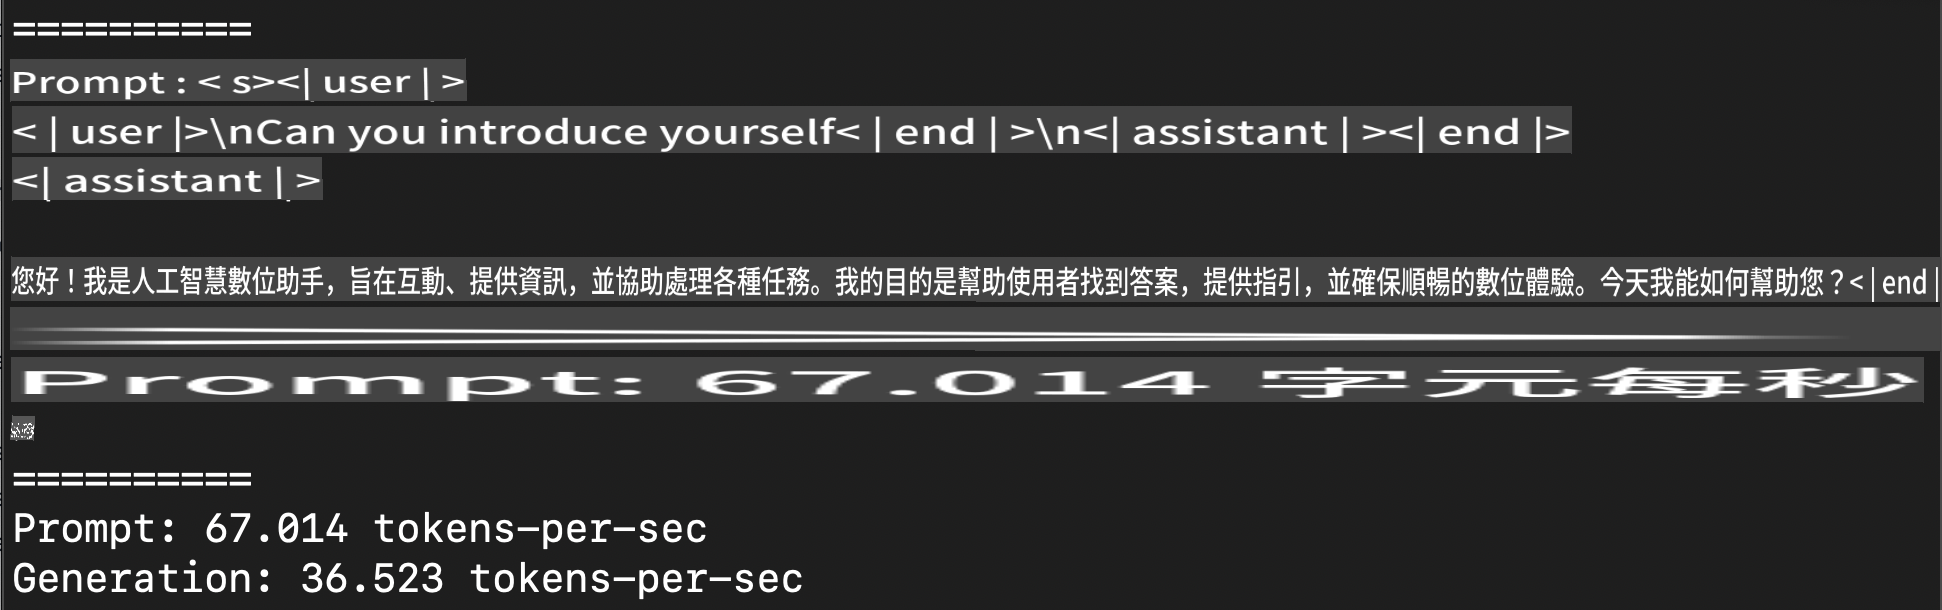 ==========
Prompt : < s><| user | >
< | user |>\nCan you introduce yourself< | end | >\n<| assistant | ><| end |>
<| assistant | >
您好！我是人工智慧數位助手，旨在互動、提供資訊，並協助處理各種任務。我的目的是幫助使用者找到答案，提供指引，並確保順暢的數位體驗。今天我能如何幫助您？< | end |
Prompt: 67.014 字元每秒
==========
Prompt: 67.014 tokens-per-sec
Generation: 36.523 tokens-per-sec